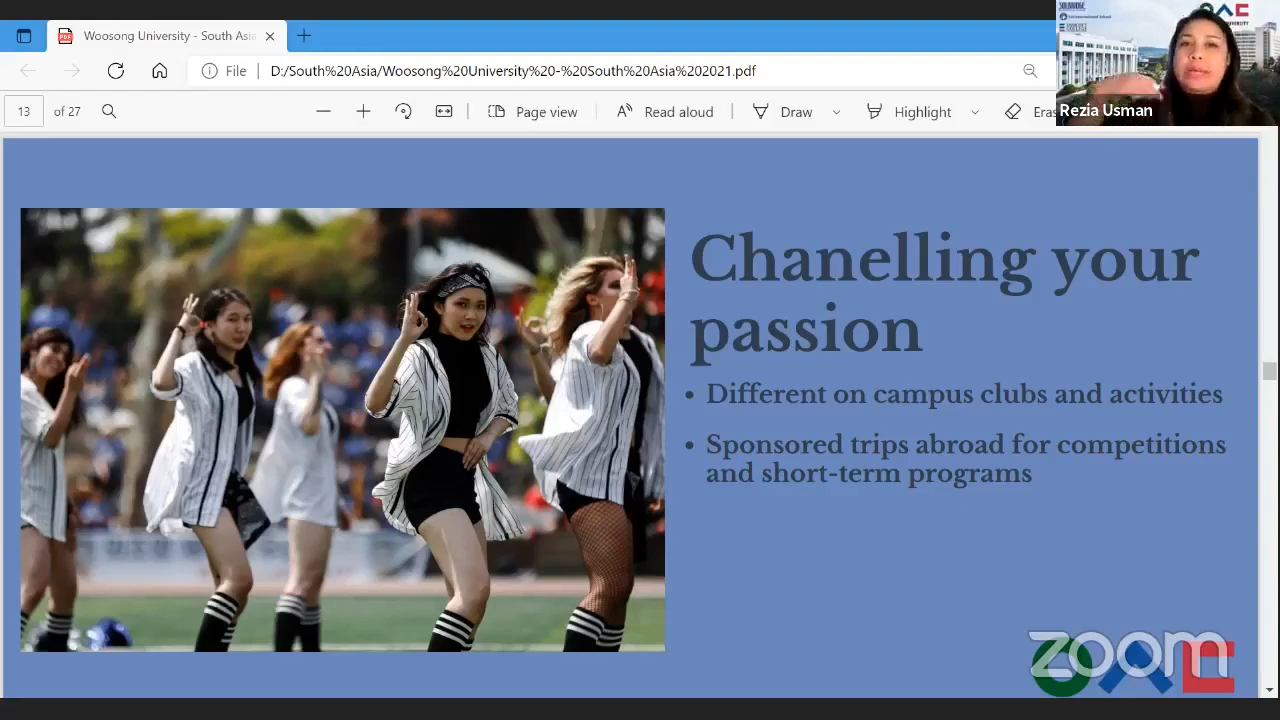 Woosong University - South Asia
File
D:/South%20Asia/Woosong%20University%20-%20South%20Asia%202021.pdf
13
of 27
Page view
Read aloud
Draw
Highlight
Rezia Usman
Chanelling your
passion
• Different on campus clubs and activities
• Sponsored trips abroad for competitions
and short-term programs
zoom